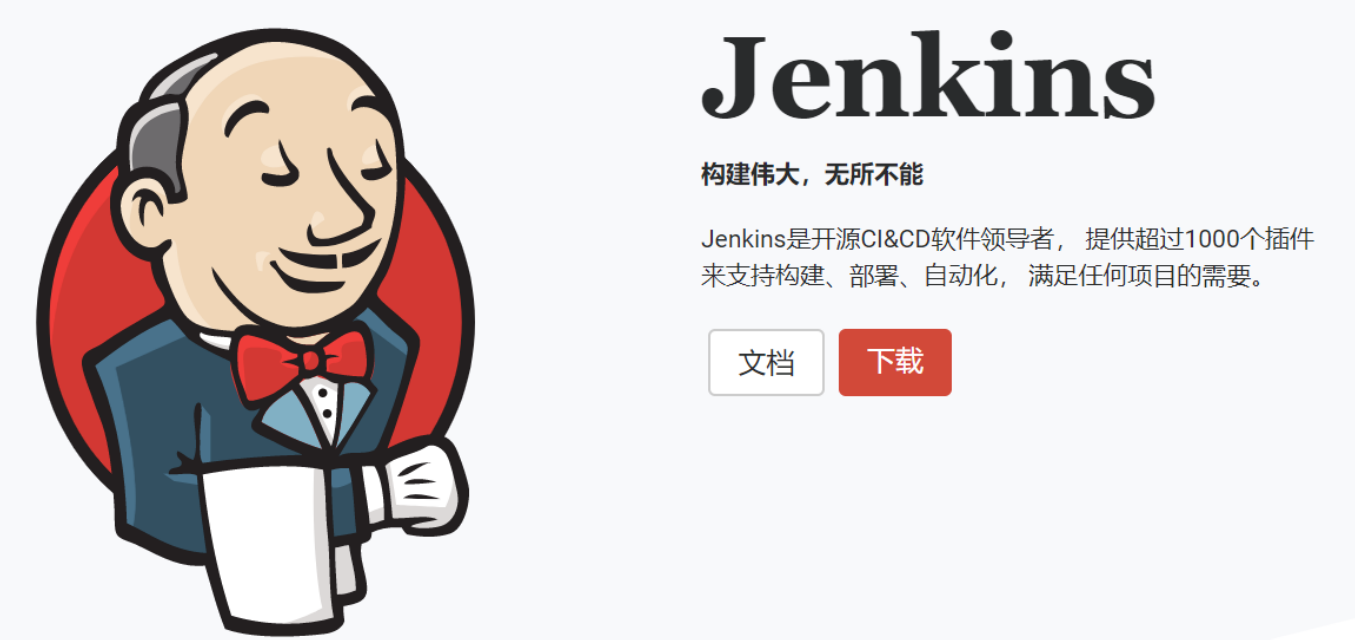 Jenkins
构建伟大，无所不能
Jenkins是开源CI&CD软件领导者， 提供超过1000个插件
来支持构建、部署、自动化， 满足任何项目的需要。
文档 下载